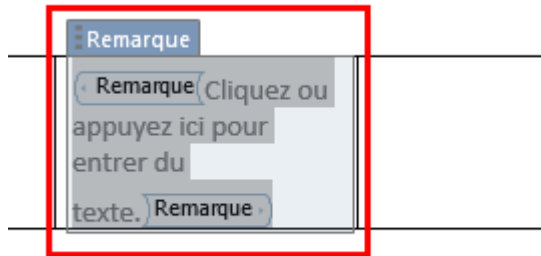 Remarque
Remarque Cliquez ou
appuyez ici pour
entrer du
texte. Remarque